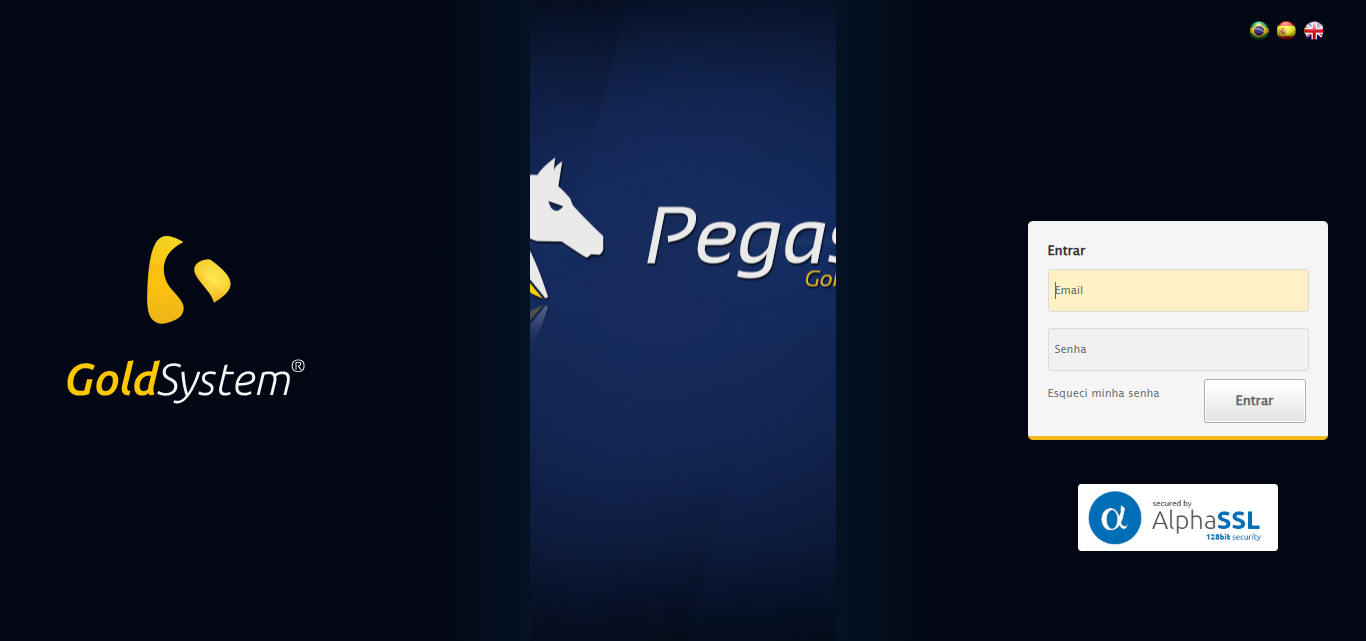 GoldSystem®
Pegas
Gol
Entrar
Email
Senha
Esqueci minha senha
Entrar
α
secured by
AlphaSSL
128bit security